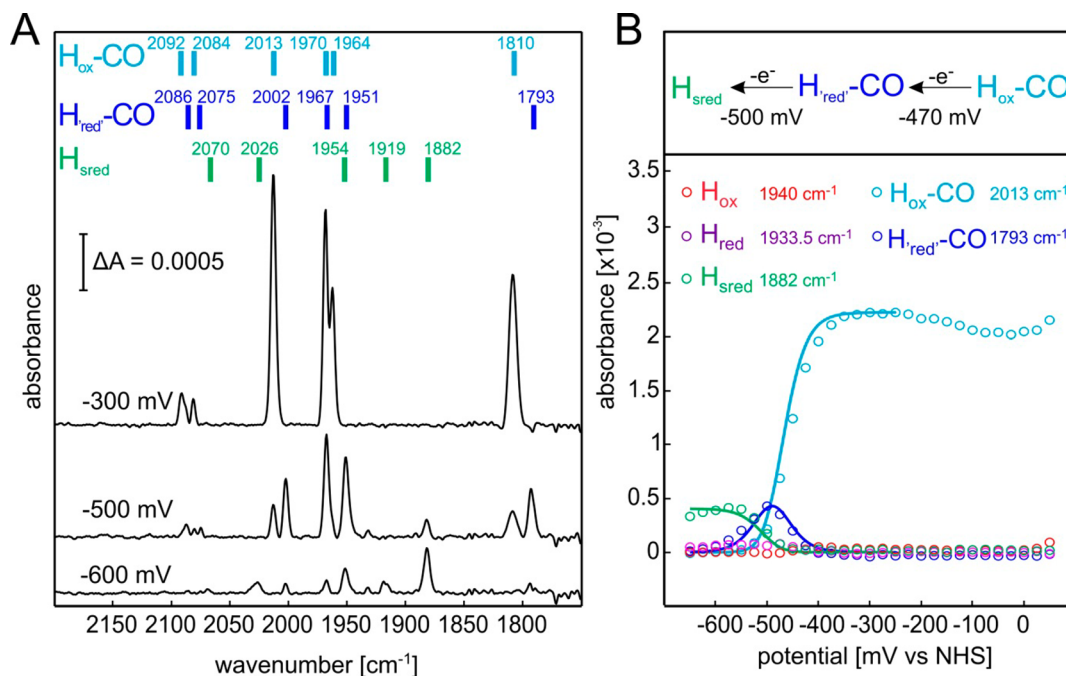 A
2092 2084 2013 1970 1964 1810
Hox-CO
2086 2075 2002 1967 1951 1793
H'red'-CO
2070 2026 1954 1919 1882
Hsred
ΔA = 0.0005
absorbance
-300 mV
-500 mV
-600 mV
2150 2100 2050 2000 1950 1900 1850 1800
wavenumber [cm-1]
B
Hsred -e- H'red'-CO -e- Hox-CO
-500 mV -470 mV
3.5
3
2.5
2
1.5
1
0.5
0
absorbance [x10-3]
Hox 1940 cm-1 Hox-CO 2013 cm-1
Hred 1933.5 cm-1 H'red'-CO 1793 cm-1
Hsred 1882 cm-1
-600 -500 -400 -300 -200 -100 0
potential [mV vs NHS]